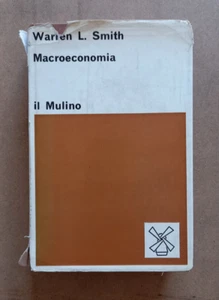 Warren L. Smith
Macroeconomia
il Mulino